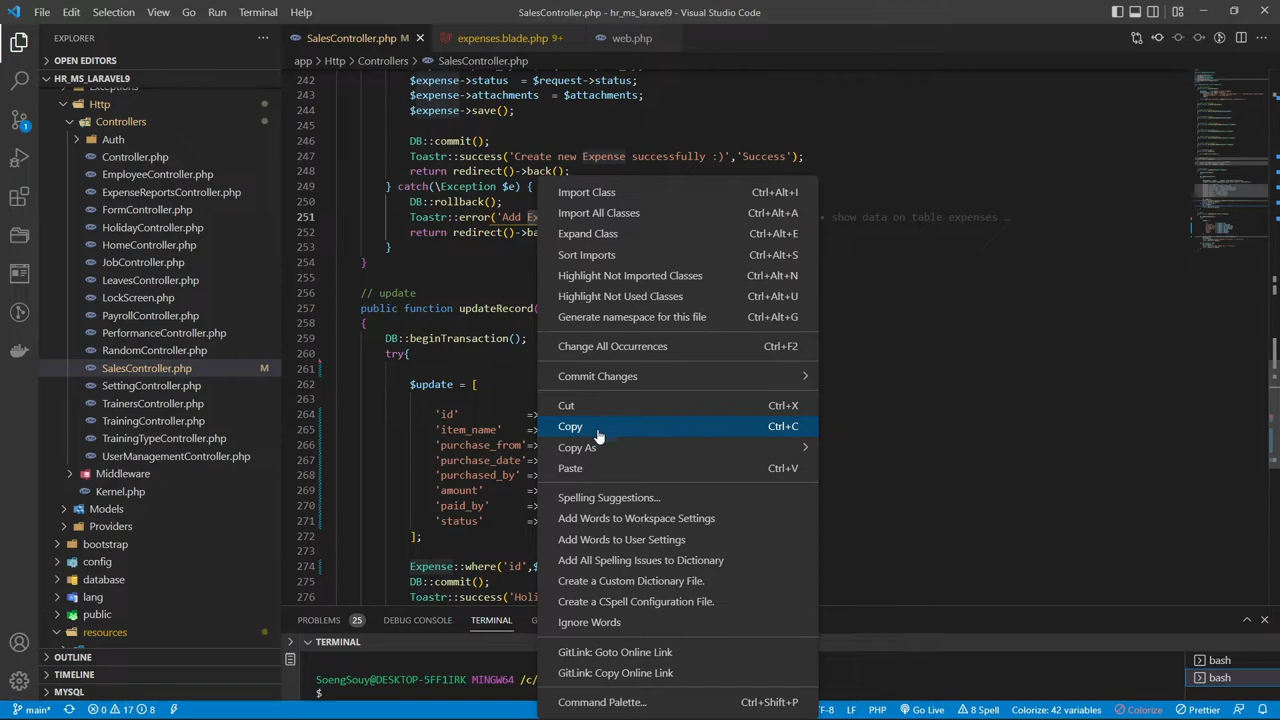 File Edit Selection View Go Run Terminal Help
SalesController.php - hr_ms_laravel9 - Visual Studio Code
EXPLORER
OPEN EDITORS
HR_MS_LARAVEL9
Exceptions
Http
Controllers
Auth
Controller.php
EmployeeController.php
ExpenseReportsController.php
FormController.php
HolidayController.php
HomeController.php
JobController.php
LeavesController.php
LockScreen.php
PayrollController.php
PerformanceController.php
RandomController.php
SalesController.php M
SettingController.php
TrainersController.php
TrainingController.php
TrainingTypeController.php
UserManagementController.php
Middleware
Kernel.php
Models
Providers
bootstrap
config
database
lang
public
resources
OUTLINE
TIMELINE
MYSQL
SalesController.php M
expenses.blade.php 9+
web.php
app > Http > Controllers > SalesController.php
242 $expense->status = $request->status;
243 $expense->attachments = $attachments;
244 $expense->save();
245
246 DB::commit();
247 Toastr::success('Create new Expense successfully :)','Success');
248 return redirect()->back();
249 } catch(\Exception $e) {
250 DB::rollback();
251 Toastr::error('Add Ex • show data on table expenses …
252 return redirect()->ba
253 }
254 }
255
256 // update
257 public function updateRecord(
258 {
259 DB::beginTransaction();
260 try{
261
262 $update = [
263
264 'id' =>
265 'item_name' =>
266 'purchase_from' =>
267 'purchase_date' =>
268 'purchased_by' =>
269 'amount' =>
270 'paid_by' =>
271 'status' =>
272 ];
273
274 Expense::where('id',$
275 DB::commit();
276 Toastr::success('Holi
Import Class Ctrl+Alt+I
Import All Classes Ctrl+Alt+A
Expand Class Ctrl+Alt+E
Sort Imports Ctrl+Alt+S
Highlight Not Imported Classes Ctrl+Alt+N
Highlight Not Used Classes Ctrl+Alt+U
Generate namespace for this file Ctrl+Alt+G
Change All Occurrences Ctrl+F2
Commit Changes
Cut Ctrl+X
Copy Ctrl+C
Copy As
Paste Ctrl+V
Spelling Suggestions...
Add Words to Workspace Settings
Add Words to User Settings
Add All Spelling Issues to Dictionary
Create a Custom Dictionary File.
Create a CSpell Configuration File.
Ignore Words
GitLink: Goto Online Link
GitLink: Copy Online Link
Command Palette... Ctrl+Shift+P
PROBLEMS 25 DEBUG CONSOLE TERMINAL
TERMINAL
SoengSouy@DESKTOP-5FF1IRK MINGW64 /c/
$
bash
bash
1
main* 0 17 8
LF PHP Go Live 8 Spell Colorize: 42 variables Colorize Prettier